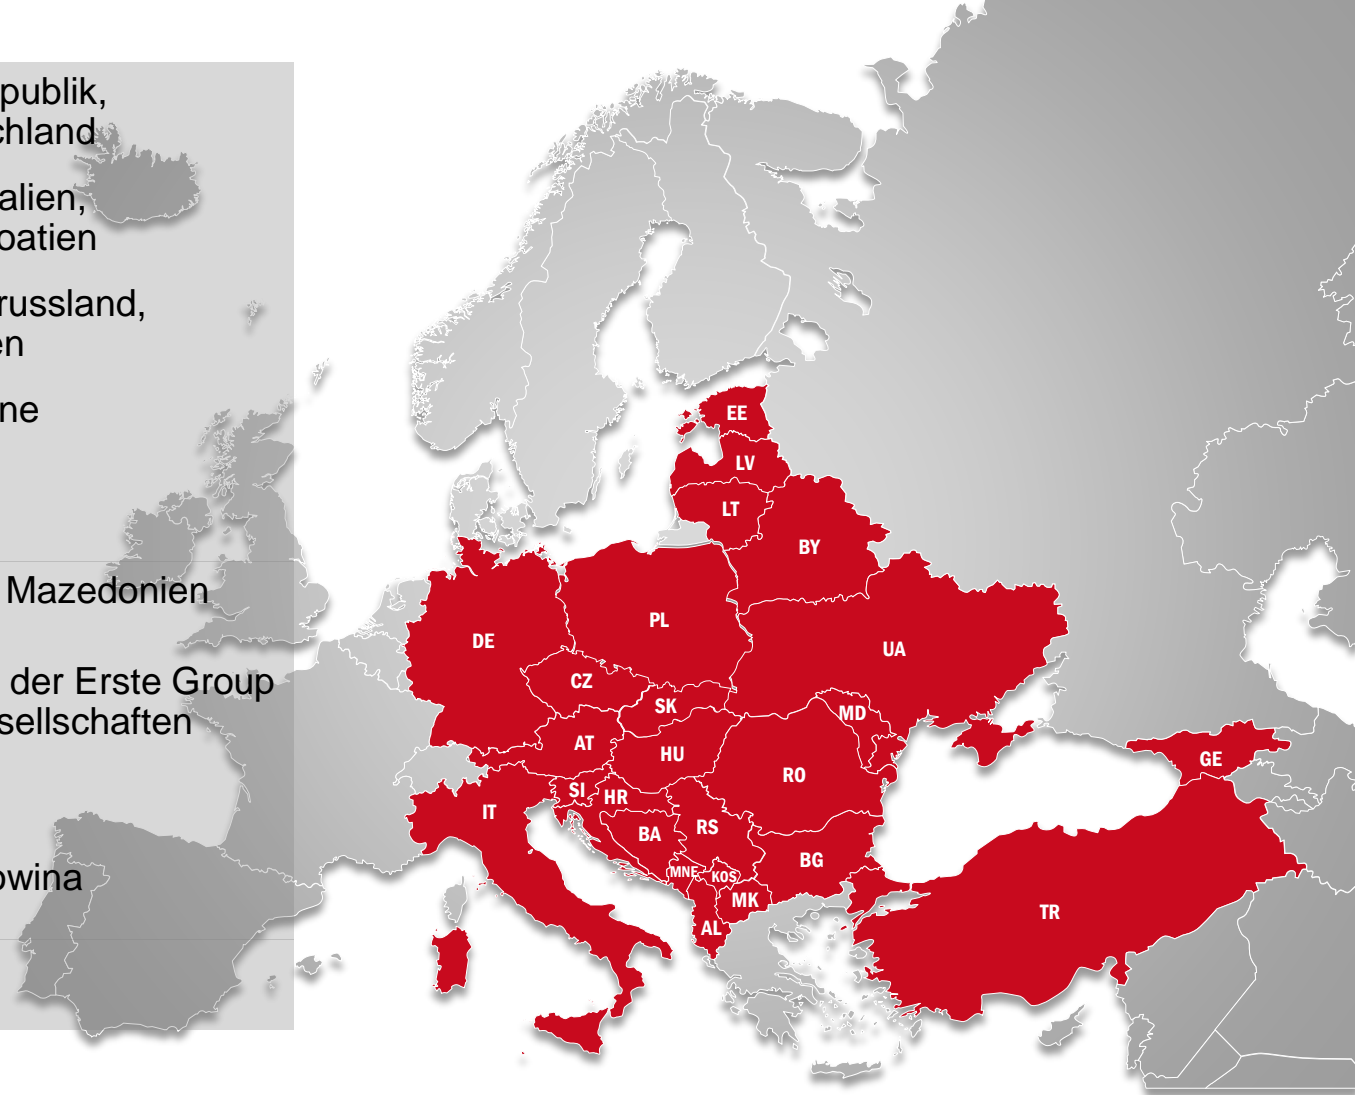 publik,
chland
alien,
oatien
russland,
en
ne
Mazedonien
der Erste Group
sellschaften
owina
EE
LV
LT
BY
PL
DE
UA
CZ
SK
MD
AT
HU
GE
RO
SI
HR
IT
RS
BA
BG
MNE
KOS
MK
TR
AL